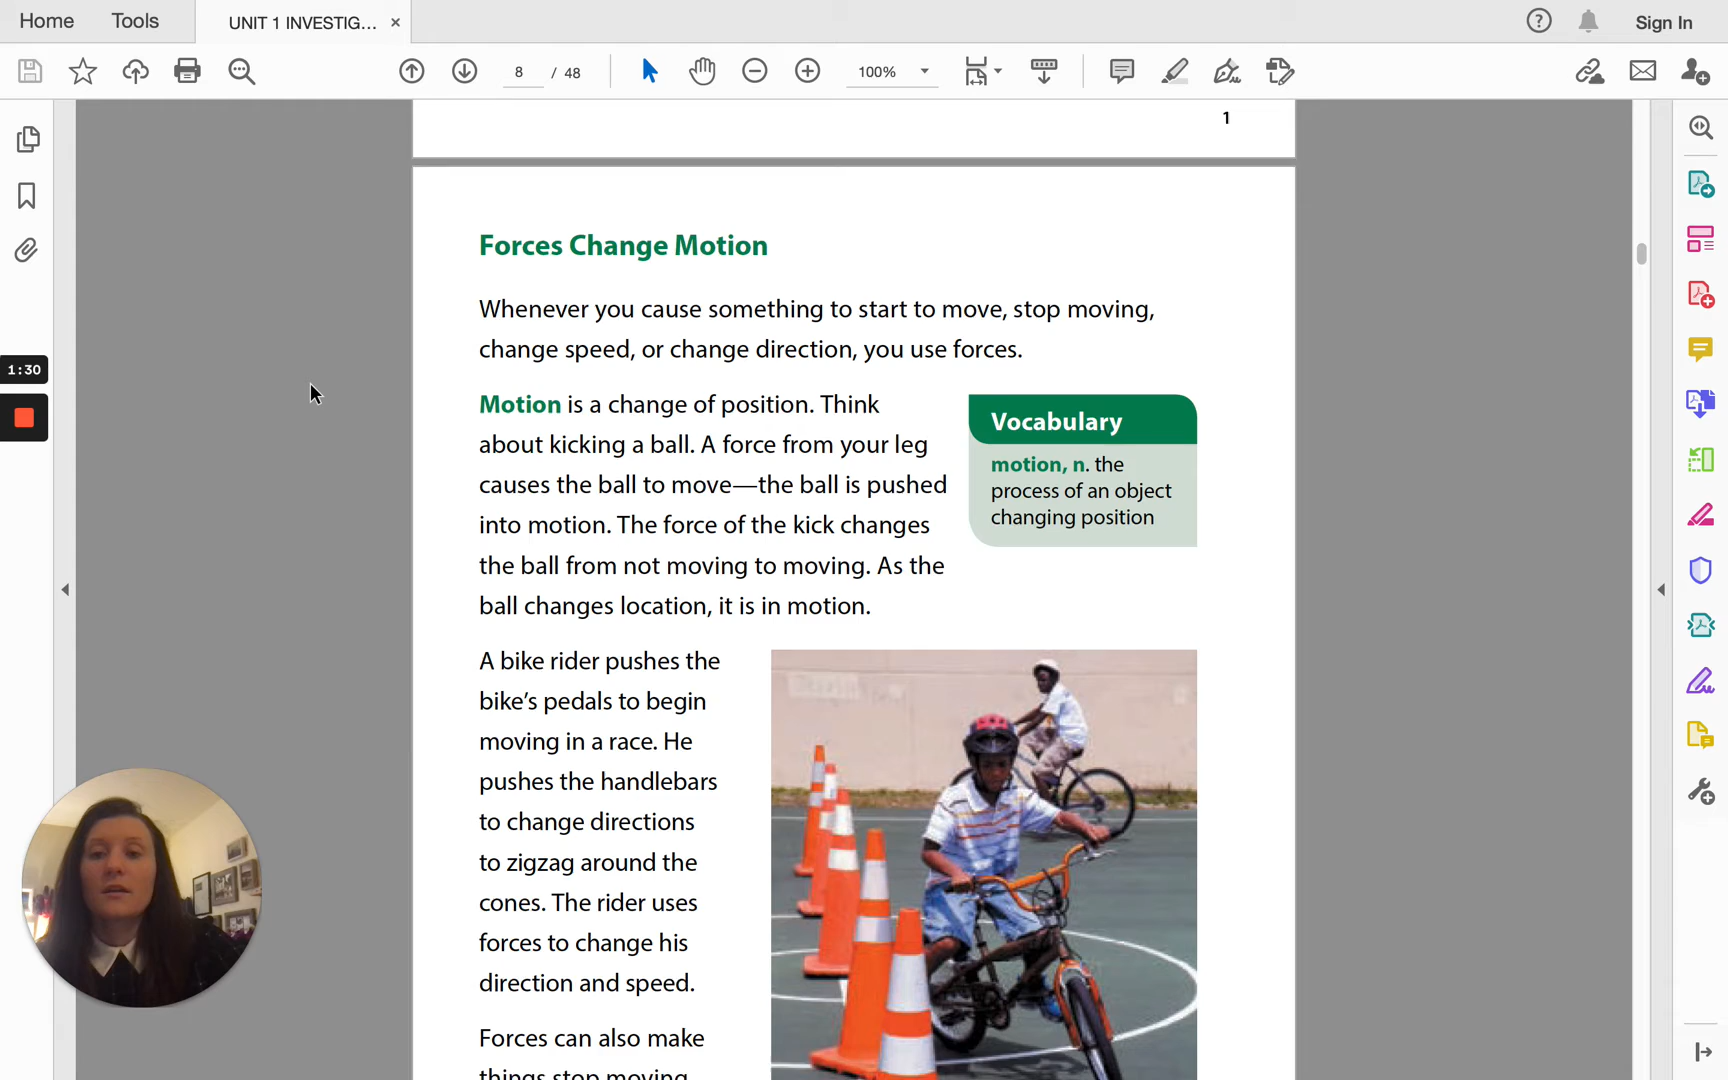 Home Tools UNIT 1 INVESTIG... × Sign In
8 / 48 100%
1
Forces Change Motion
Whenever you cause something to start to move, stop moving,
change speed, or change direction, you use forces.
Motion is a change of position. Think
about kicking a ball. A force from your leg
causes the ball to move—the ball is pushed
into motion. The force of the kick changes
the ball from not moving to moving. As the
ball changes location, it is in motion.
Vocabulary
motion, n. the
process of an object
changing position
1:30
A bike rider pushes the
bike’s pedals to begin
moving in a race. He
pushes the handlebars
to change directions
to zigzag around the
cones. The rider uses
forces to change his
direction and speed.
Forces can also make
things stop moving